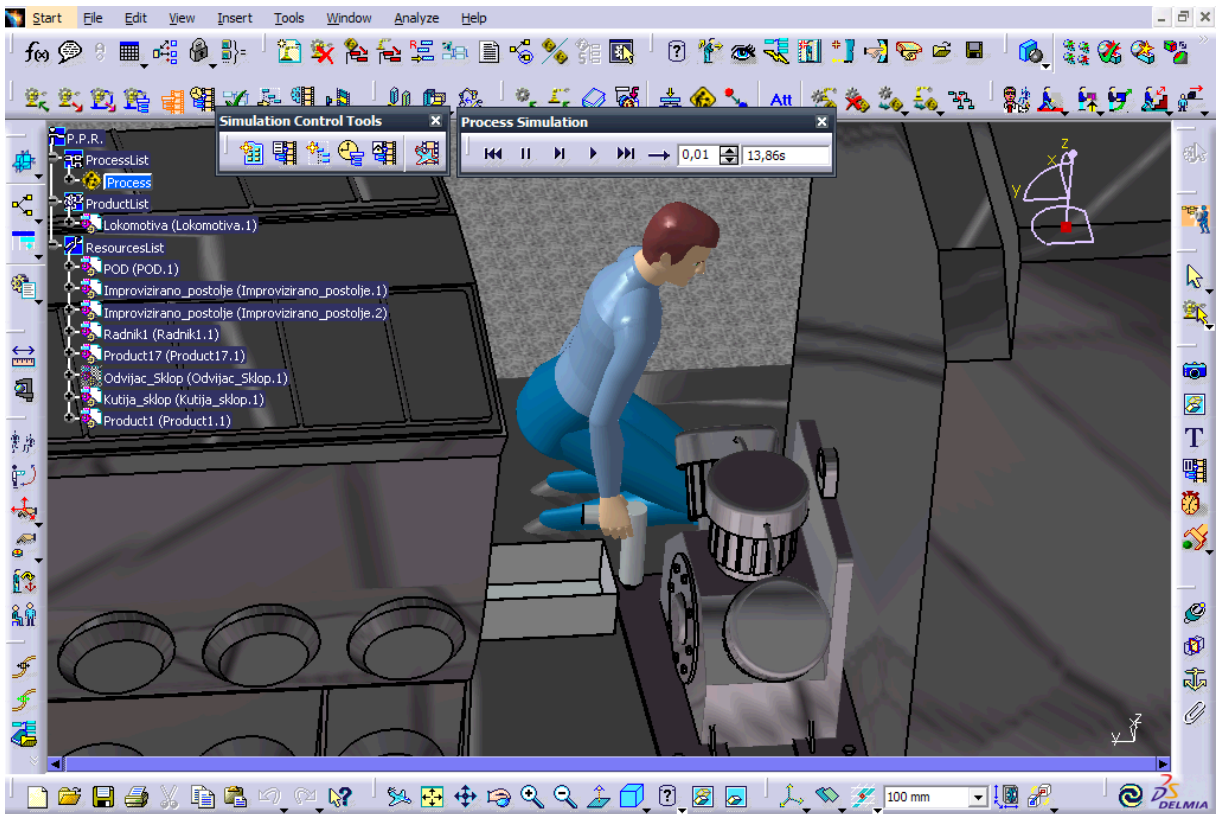 Start File Edit View Insert Tools Window Analyze Help
f(x)
Att
Simulation Control Tools
Process Simulation
0,01 13,86s
P.P.R.
ProcessList
Process
ProductList
Lokomotiva (Lokomotiva.1)
ResourcesList
POD (POD.1)
Improvizirano_postolje (Improvizirano_postolje.1)
Improvizirano_postolje (Improvizirano_postolje.2)
Radnik1 (Radnik1.1)
Product17 (Product17.1)
Odvijac_Sklop (Odvijac_Sklop.1)
Kutija_sklop (Kutija_sklop.1)
Product1 (Product1.1)
z
x
y
T
z
y
100 mm
DELMIA